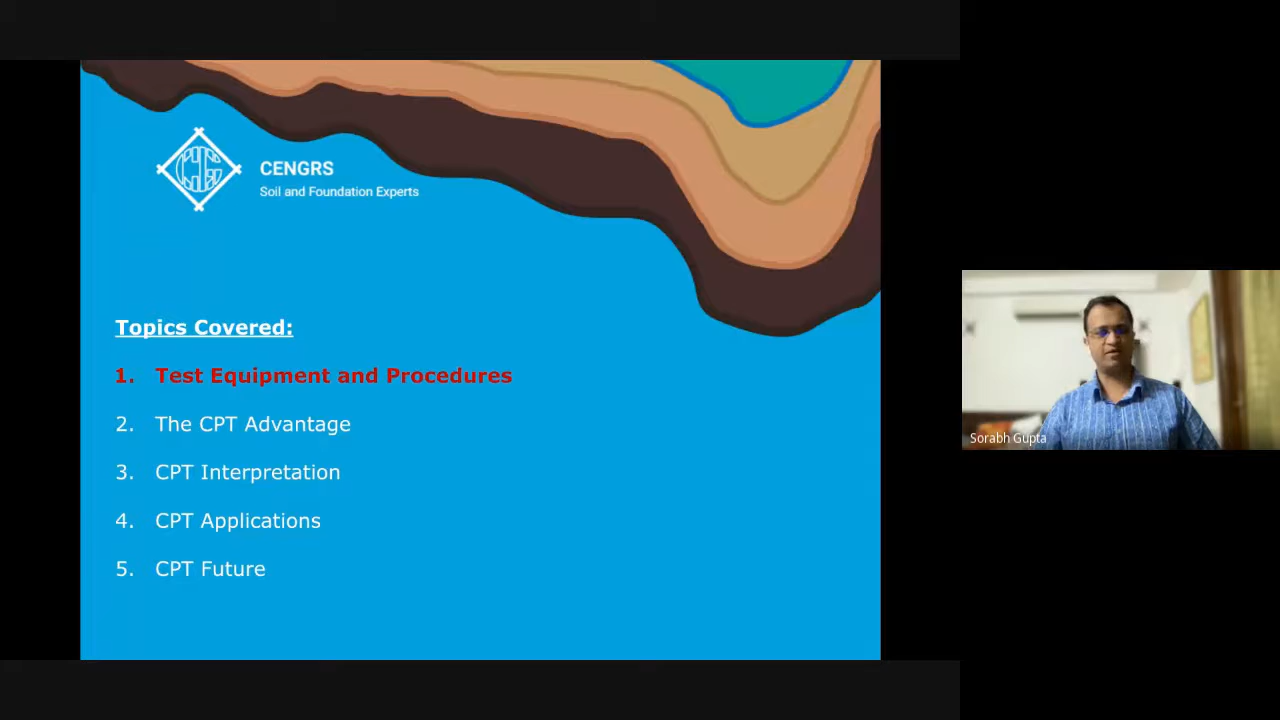 CENGRS
Soil and Foundation Experts
Topics Covered:
1. Test Equipment and Procedures
2. The CPT Advantage
3. CPT Interpretation
4. CPT Applications
5. CPT Future
Sorabh Gupta